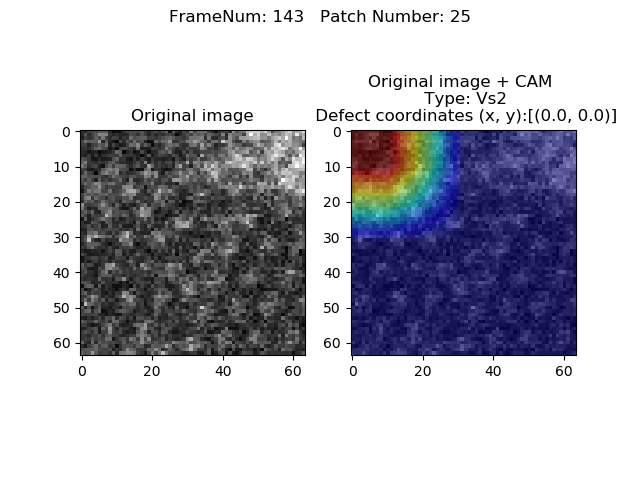 FrameNum: 143   Patch Number: 25
Original image
Original image + CAM
Type: Vs2
Defect coordinates (x, y):[(0.0, 0.0)]
0
10
20
30
40
50
60
0 20 40 60
0
10
20
30
40
50
60
0 20 40 60